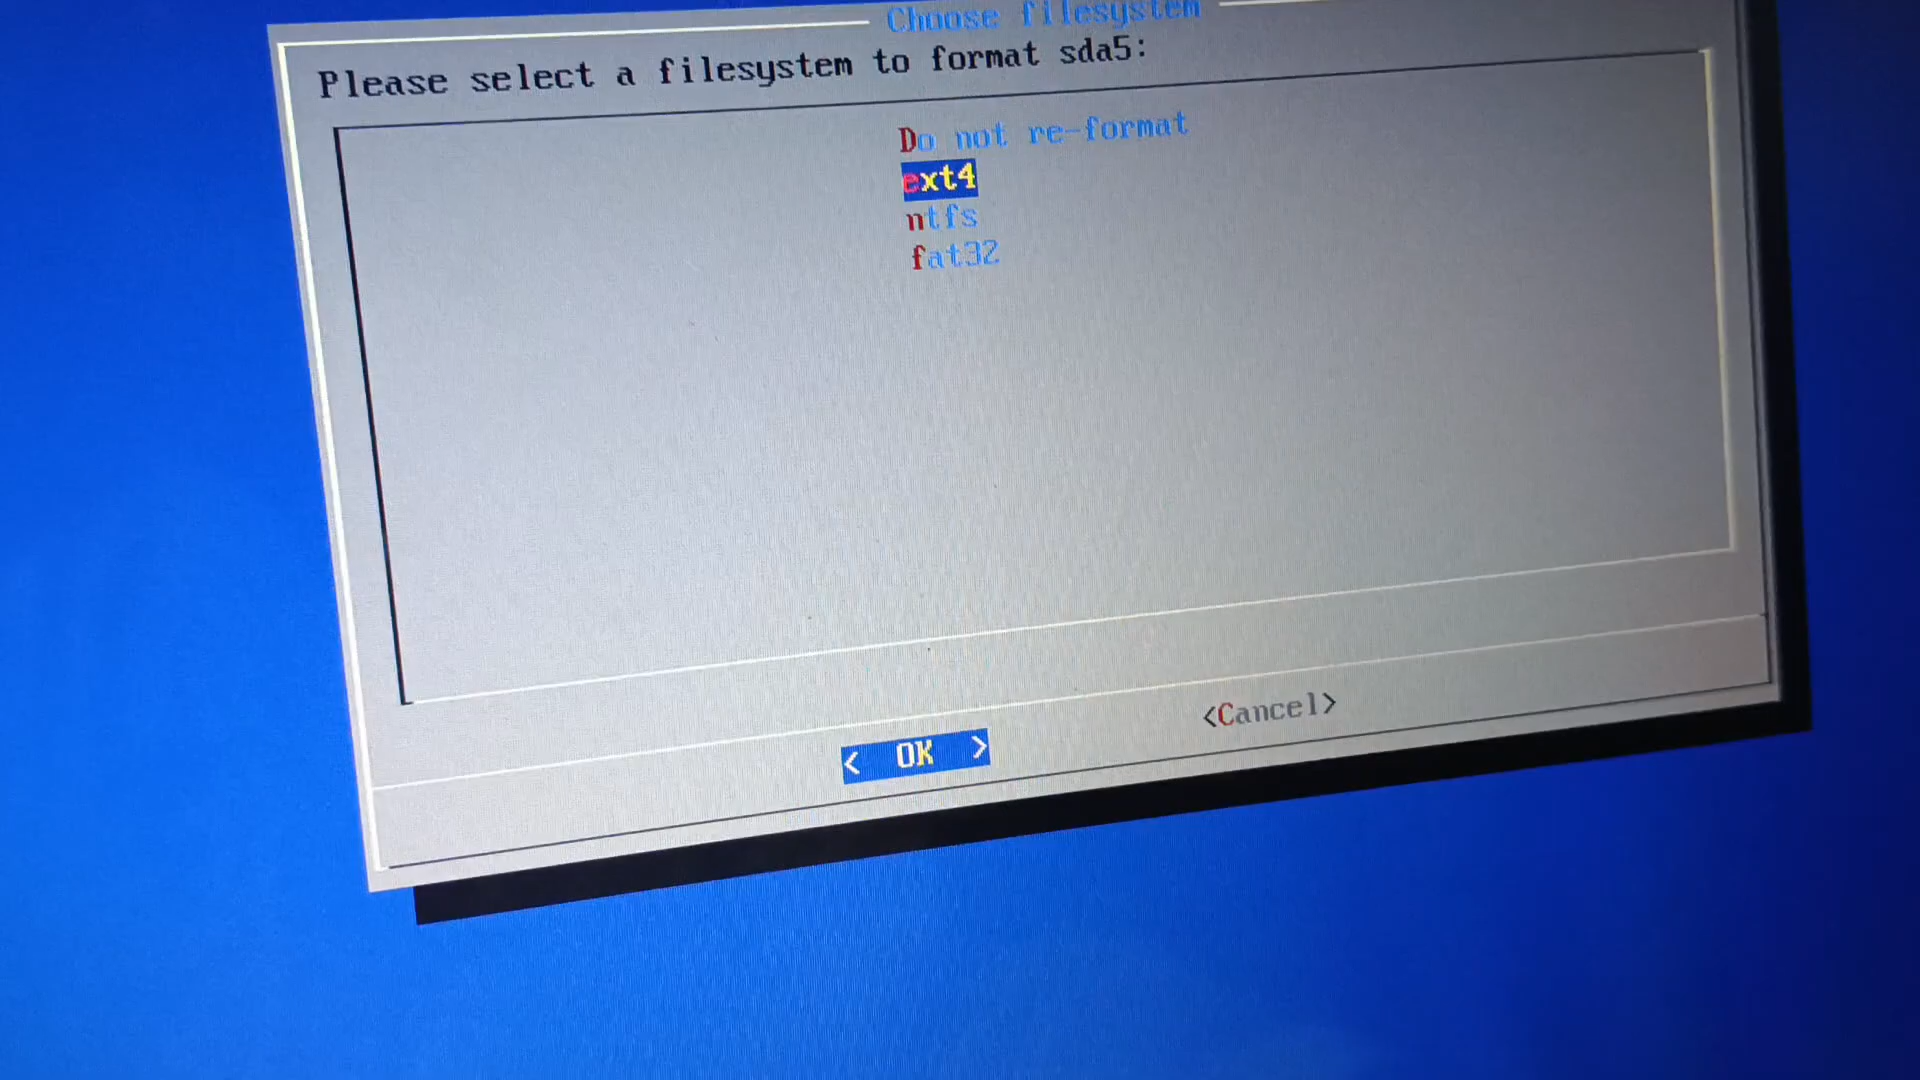 Choose filesystem
Please select a filesystem to format sda5:
Do not re-format
ext4
ntfs
fat32
< OK >
<Cancel>